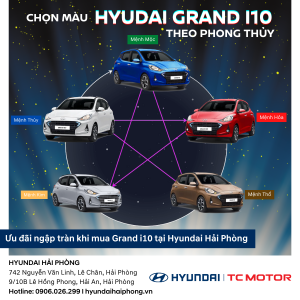 CHỌN MÀU HYUDAI GRAND I10
THEO PHONG THỦY
Mệnh Mộc
Mệnh Thủy
Mệnh Hỏa
Mệnh Kim
Mệnh Thổ
Ưu đãi ngập tràn khi mua Grand i10 tại Hyundai Hải Phòng
HYUNDAI HẢI PHÒNG
742 Nguyễn Văn Linh, Lê Chân, Hải Phòng
9/10B Lê Hồng Phong, Hải An, Hải Phòng
Hotline: 0906.026.299 I hyundaihaiphong.vn
HYUNDAI | TC MOTOR